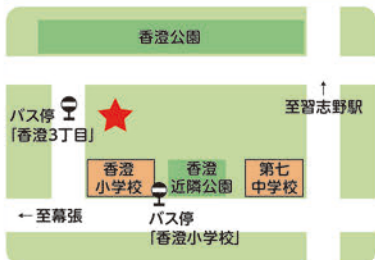 香澄公園
バス停
「香澄3丁目」
↑
至習志野駅
香澄
小学校
香澄
近隣公園
第七
中学校
←至幕張
バス停
「香澄小学校」